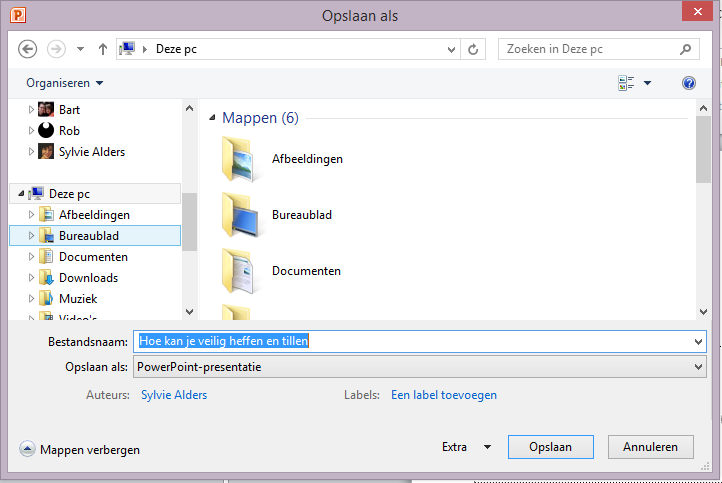 Opslaan als
Deze pc
Zoeken in Deze pc
Organiseren
Bart
Rob
Sylvie Alders
Deze pc
Afbeeldingen
Bureaublad
Documenten
Downloads
Muziek
Video's
Mappen (6)
Afbeeldingen
Bureaublad
Documenten
Bestandsnaam: Hoe kan je veilig heffen en tillen
Opslaan als: PowerPoint-presentatie
Auteurs: Sylvie Alders Labels: Een label toevoegen
Mappen verbergen Extra Opslaan Annuleren